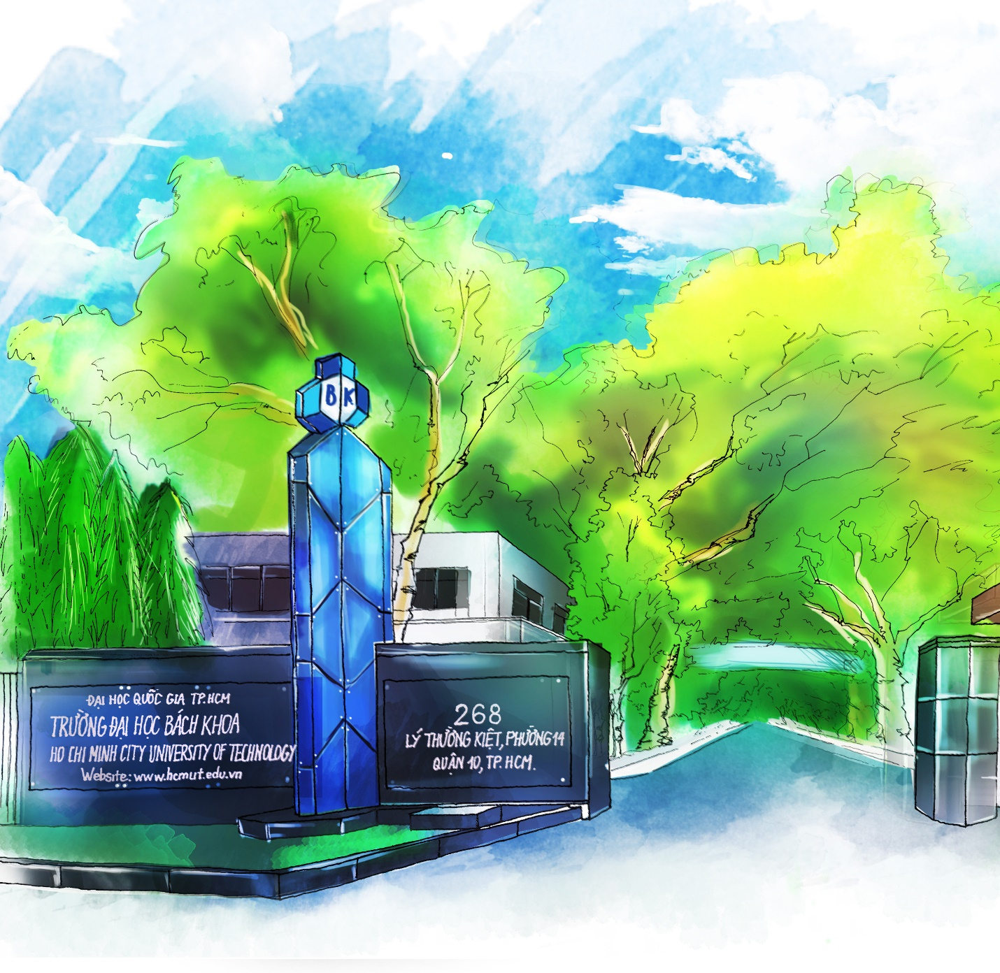 BK
ĐẠI HỌC QUỐC GIA TP.HCM
TRƯỜNG ĐẠI HỌC BÁCH KHOA
HO CHI MINH CITY UNIVERSITY OF TECHNOLOGY
Website: www.hcmut.edu.vn
268
LÝ THƯỜNG KIỆT, PHƯỜNG 14
QUẬN 10, TP. HCM.